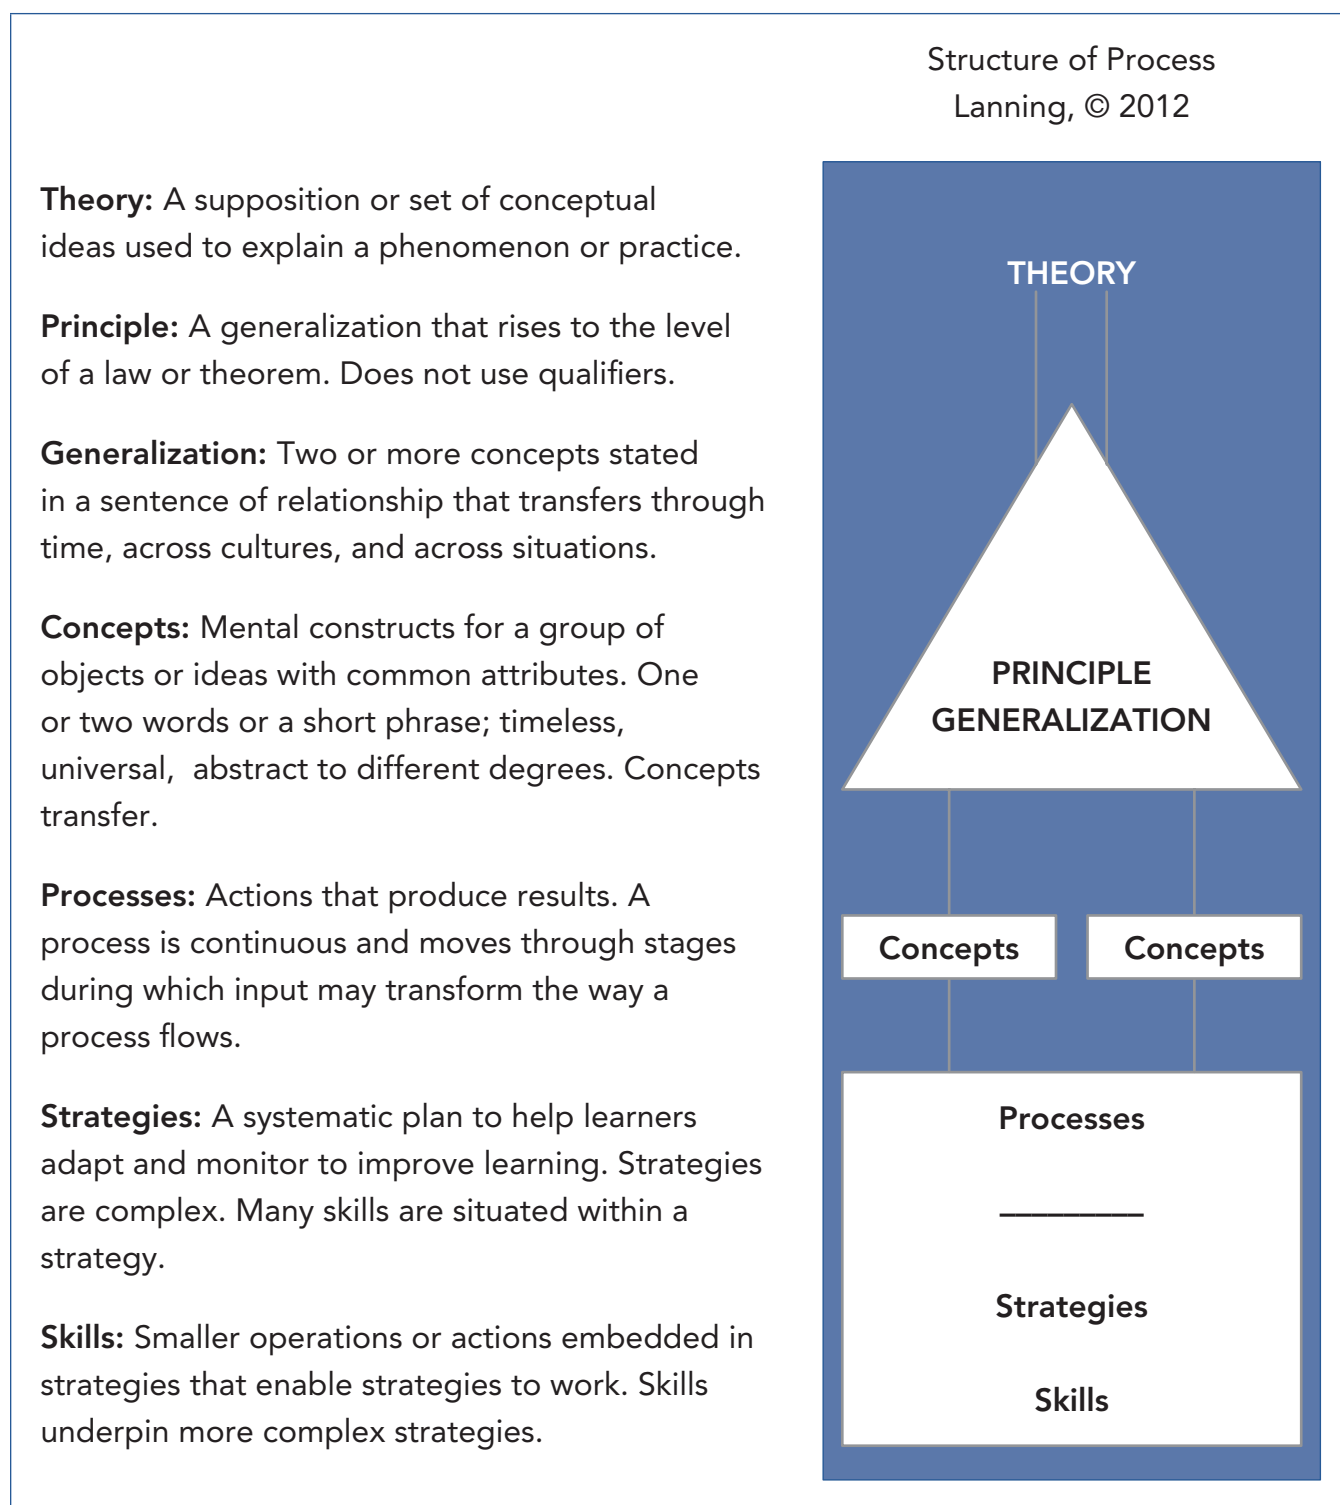 Structure of Process
Lanning, © 2012
Theory: A supposition or set of conceptual
ideas used to explain a phenomenon or practice.
Principle: A generalization that rises to the level
of a law or theorem. Does not use qualifiers.
Generalization: Two or more concepts stated
in a sentence of relationship that transfers through
time, across cultures, and across situations.
Concepts: Mental constructs for a group of
objects or ideas with common attributes. One
or two words or a short phrase; timeless,
universal,  abstract to different degrees. Concepts
transfer.
Processes: Actions that produce results. A
process is continuous and moves through stages
during which input may transform the way a
process flows.
Strategies: A systematic plan to help learners
adapt and monitor to improve learning. Strategies
are complex. Many skills are situated within a
strategy.
Skills: Smaller operations or actions embedded in
strategies that enable strategies to work. Skills
underpin more complex strategies.
THEORY
PRINCIPLE
GENERALIZATION
Concepts
Concepts
Processes
_________
Strategies
Skills